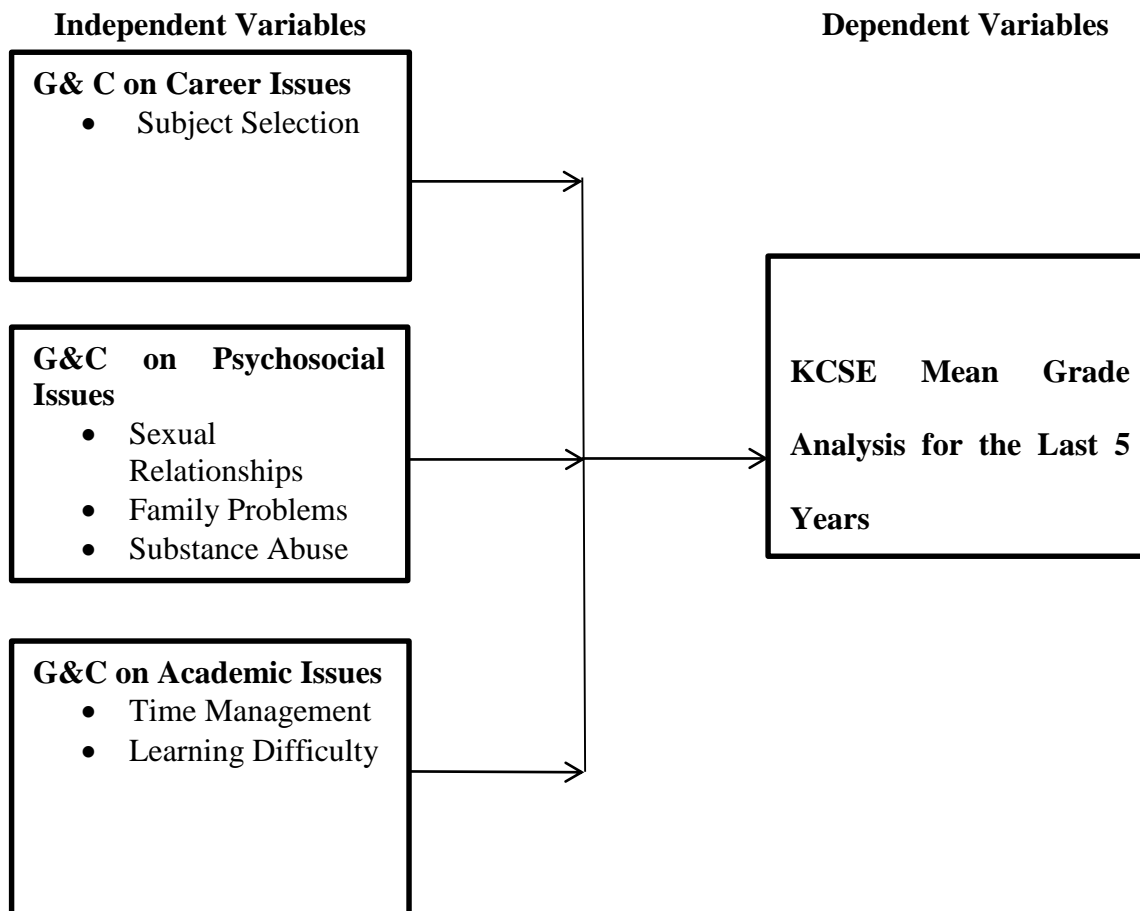 Independent Variables
Dependent Variables
G& C on Career Issues
• Subject Selection
G&C on Psychosocial
Issues
• Sexual
Relationships
• Family Problems
• Substance Abuse
G&C on Academic Issues
• Time Management
• Learning Difficulty
KCSE Mean Grade
Analysis for the Last 5
Years